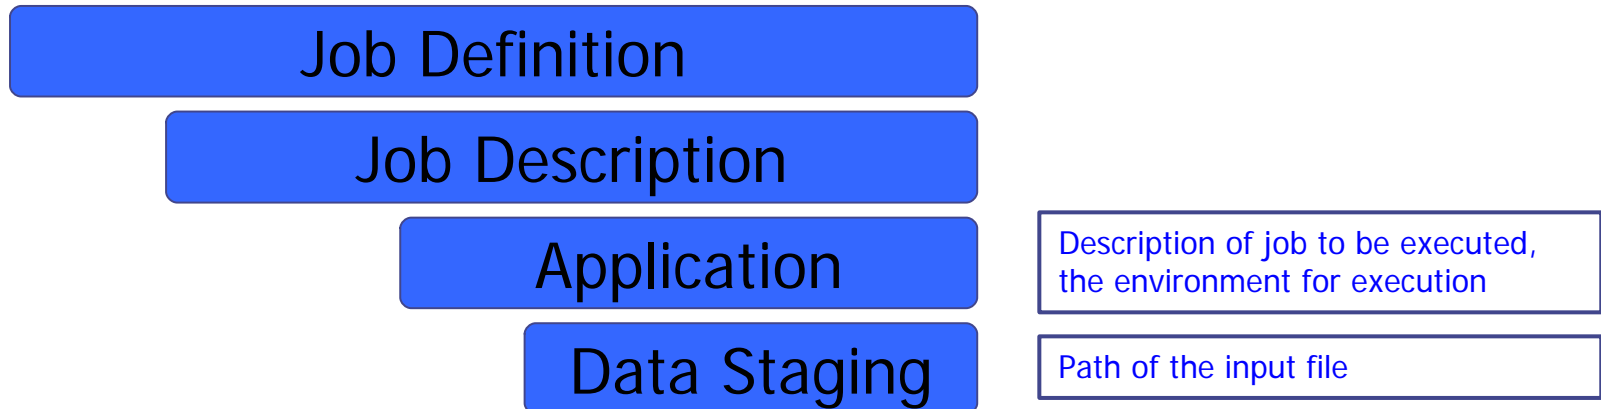 Job Definition
Job Description
Application
Description of job to be executed,
the environment for execution
Data Staging
Path of the input file